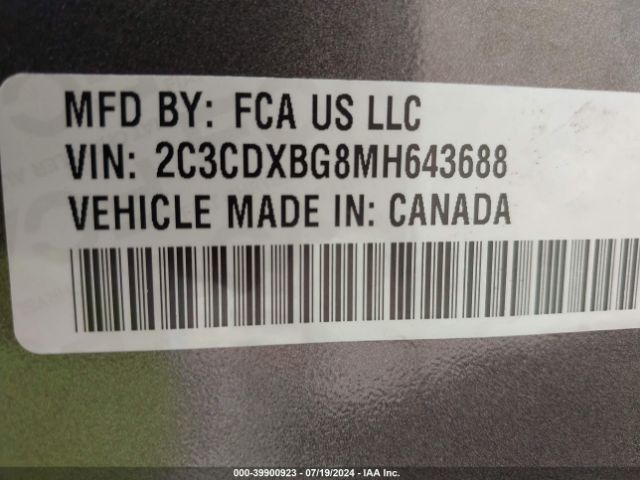 MFD BY: FCA US LLC
VIN: 2C3CDXBG8MH643688
VEHICLE MADE IN: CANADA
000-39900923 - 07/19/2024 - IAA Inc.